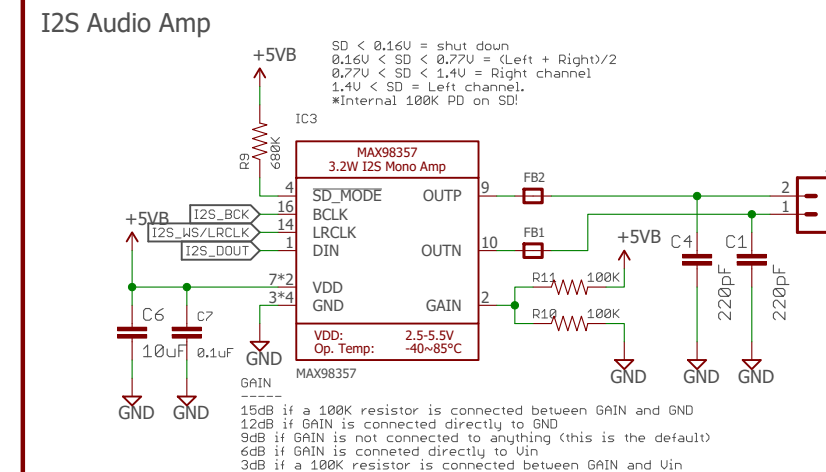 I2S Audio Amp
SD < 0.16V = shut down
0.16V < SD < 0.77V = (Left + Right)/2
0.77V < SD < 1.4V = Right channel
1.4V < SD = Left channel.
*Internal 100K PD on SD!
+5VB
IC3
R9
680K
MAX98357
3.2W I2S Mono Amp
4
SD_MODE
OUTP
9
FB2
2
I2S_BCK
16
BCLK
1
+5VB
I2S_WS/LRCLK
14
LRCLK
I2S_DOUT
1
DIN
OUTN
10
FB1
+5VB
C4
C1
7*2
VDD
R11
100K
3*4
GND
GAIN
2
220pF
220pF
C6
C7
R10
100K
10uF
0.1uF
GND
VDD:
2.5-5.5V
Op. Temp:
-40~85°C
GND
GND
MAX98357
GND
GND
GND
GAIN
-----
15dB if a 100K resistor is connected between GAIN and GND
12dB if GAIN is connected directly to GND
9dB if GAIN is not connected to anything (this is the default)
6dB if GAIN is conneted directly to Vin
3dB if a 100K resistor is connected between GAIN and Vin